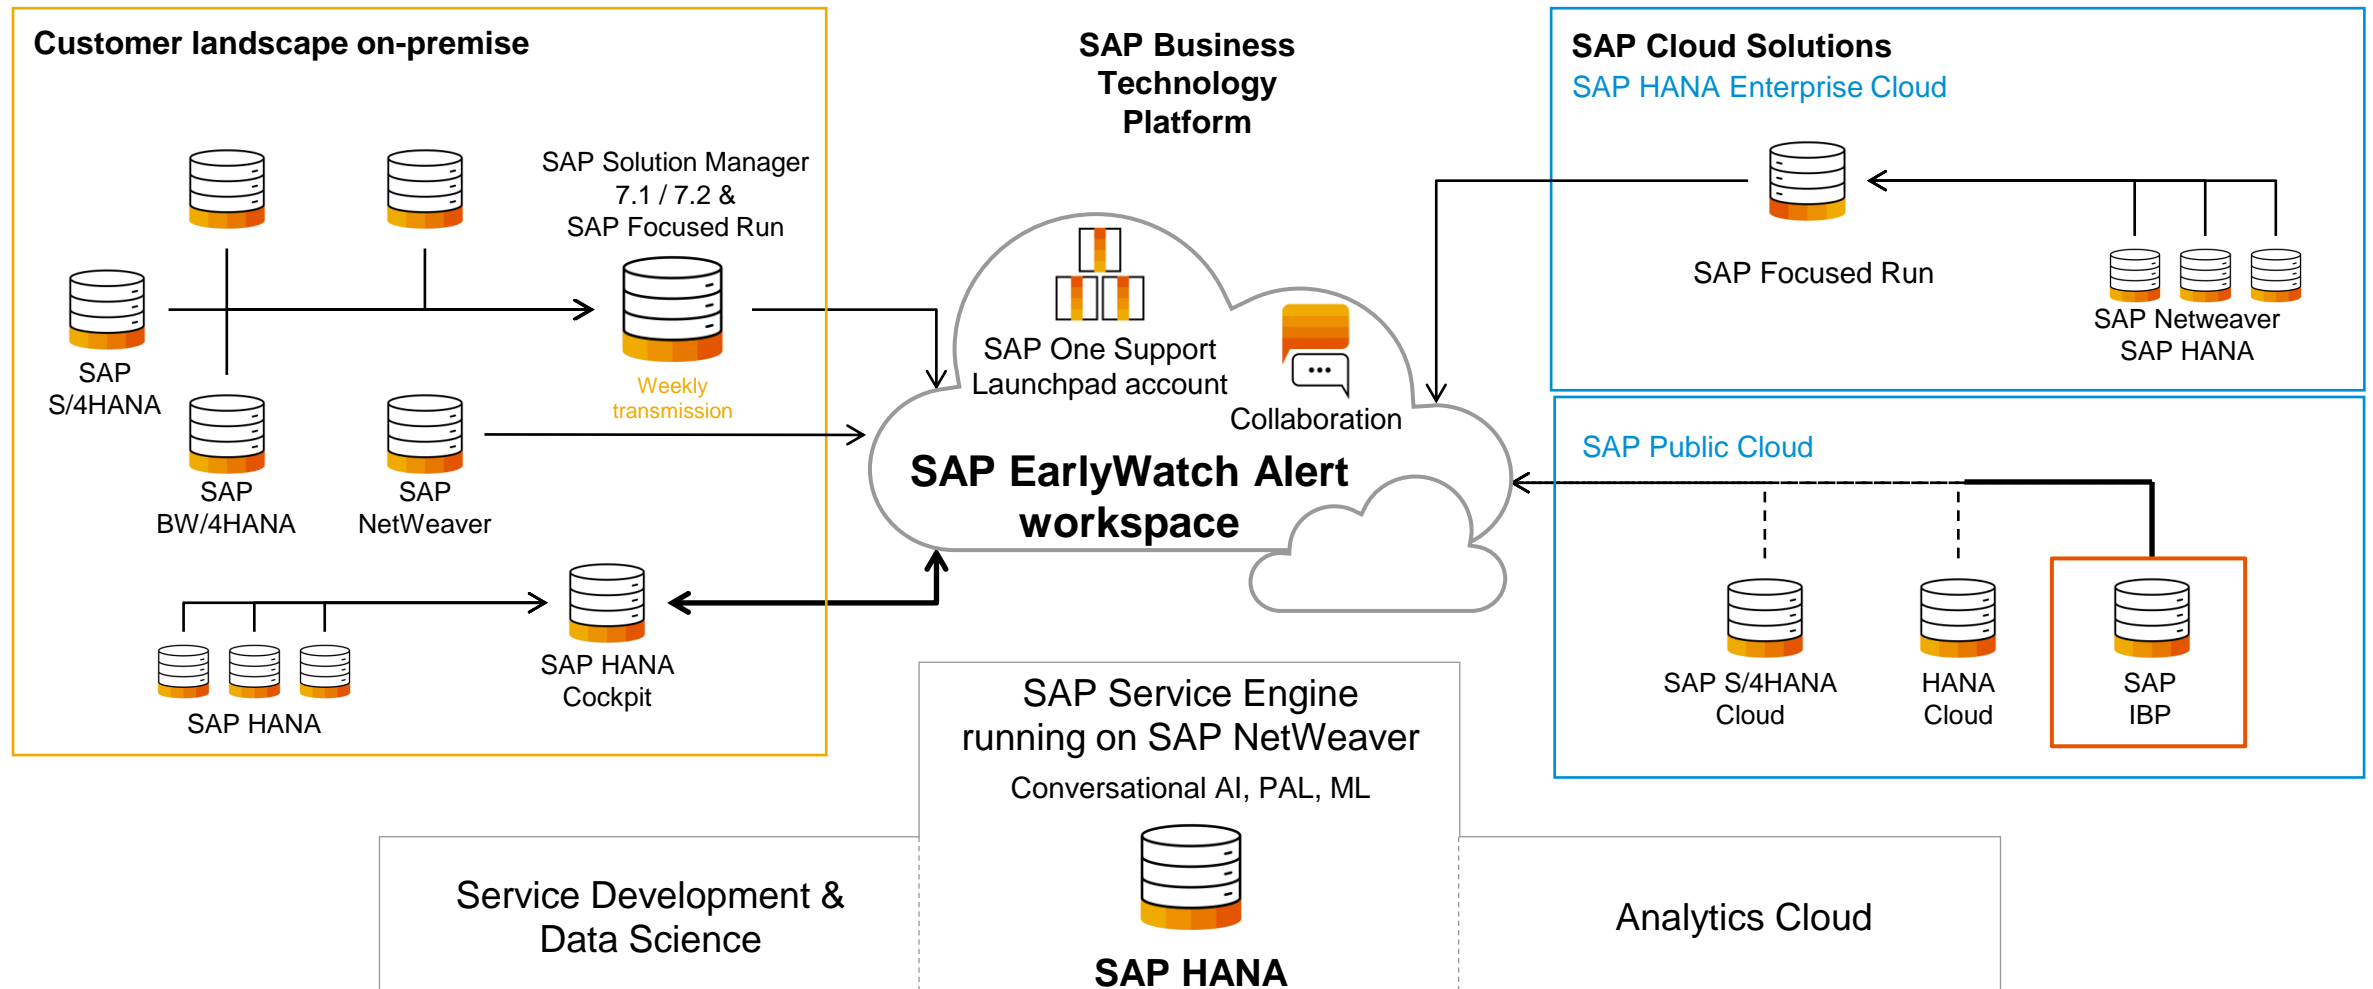 Customer landscape on-premise
SAP Solution Manager
7.1 / 7.2 &
SAP Focused Run
SAP
S/4HANA
Weekly
transmission
SAP
BW/4HANA
SAP
NetWeaver
SAP HANA
SAP HANA
Cockpit
SAP Business
Technology
Platform
SAP One Support
Launchpad account
Collaboration
SAP EarlyWatch Alert
workspace
SAP Cloud Solutions
SAP HANA Enterprise Cloud
SAP Focused Run
SAP Netweaver
SAP HANA
SAP Public Cloud
SAP S/4HANA
Cloud
HANA
Cloud
SAP
IBP
SAP Service Engine
running on SAP NetWeaver
Conversational AI, PAL, ML
Service Development &
Data Science
SAP HANA
Analytics Cloud